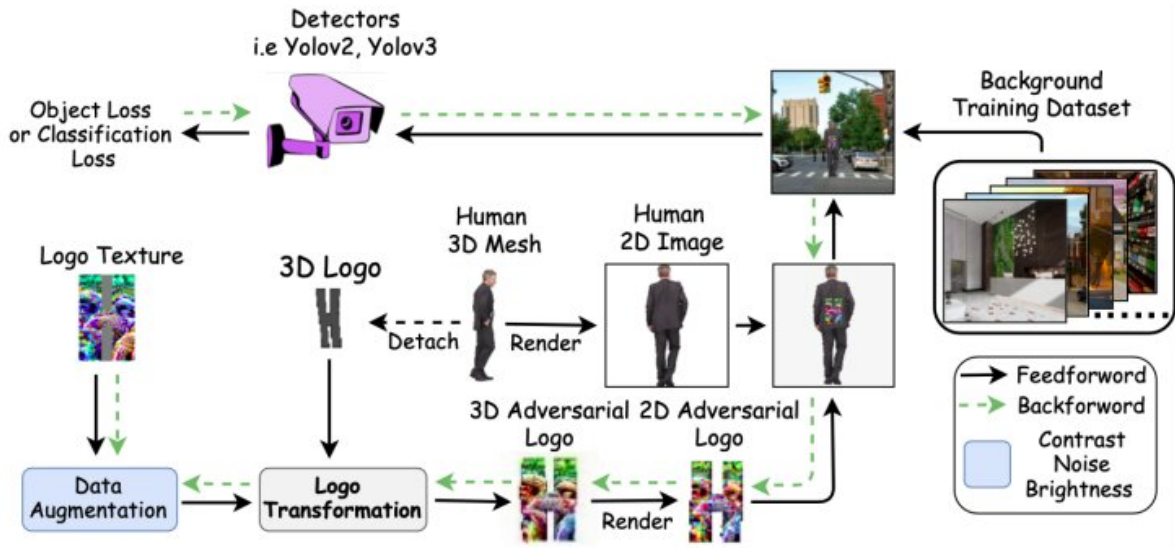 Detectors
i.e Yolov2, Yolov3
Object Loss
or Classification
Loss
Background
Training Dataset
Logo Texture
3D Logo
Human
3D Mesh
Human
2D Image
Detach
Render
3D Adversarial
Logo
2D Adversarial
Logo
Data
Augmentation
Logo
Transformation
Render
Feedforword
Backforword
Contrast
Noise
Brightness